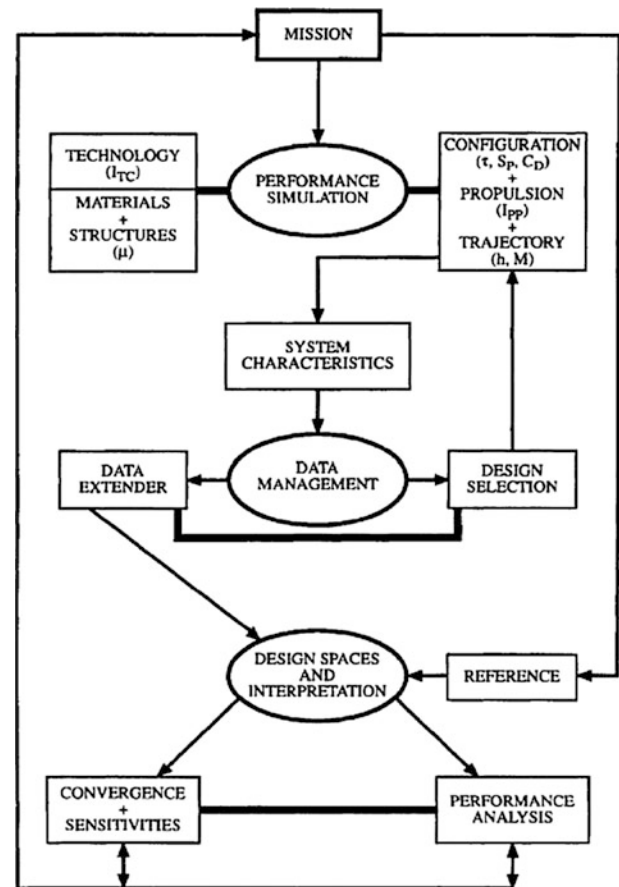 MISSION
TECHNOLOGY
(I_TC)
MATERIALS
+
STRUCTURES
(μ)
PERFORMANCE
SIMULATION
CONFIGURATION
(τ, S_P, C_D)
+
PROPULSION
(I_PP)
+
TRAJECTORY
(h, M)
SYSTEM
CHARACTERISTICS
DATA
EXTENDER
DATA
MANAGEMENT
DESIGN
SELECTION
DESIGN SPACES
AND
INTERPRETATION
REFERENCE
CONVERGENCE
+
SENSITIVITIES
PERFORMANCE
ANALYSIS